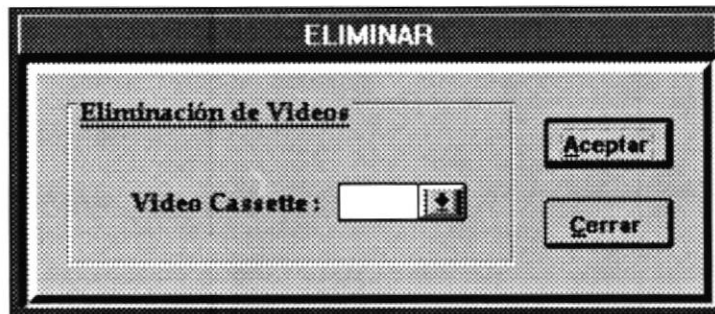 ELIMINAR
Eliminación de Videos
Video Cassette :
Aceptar
Cerrar